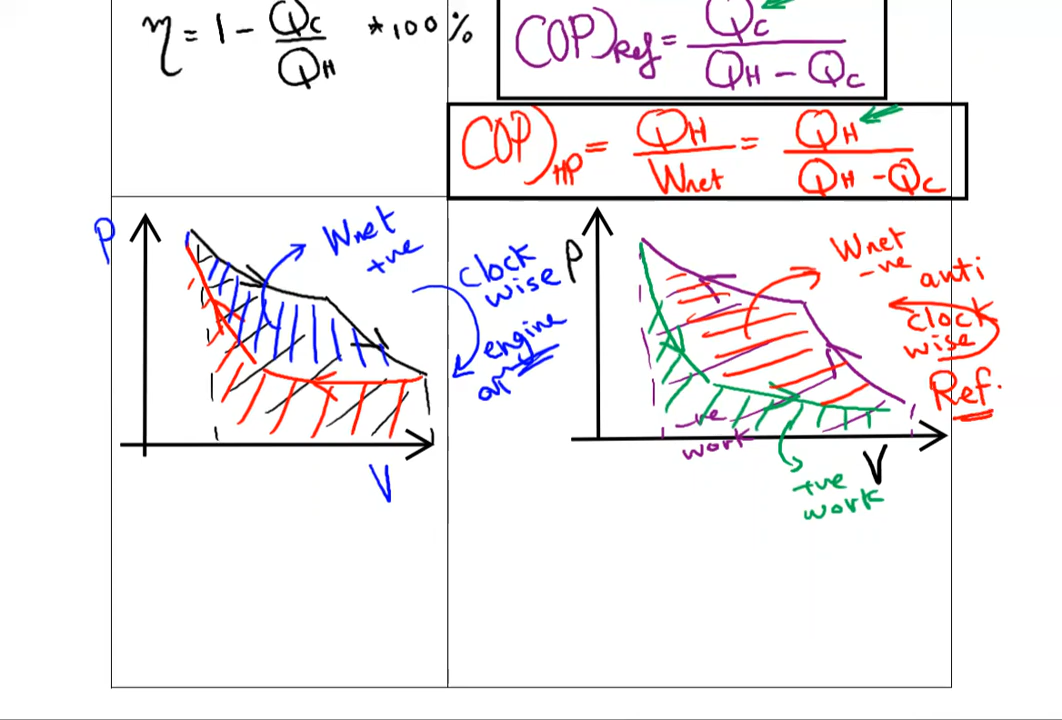 η = 1 - Qc/QH *100%
COP)Ref = Qc/(QH - Qc)
COP)HP = QH/Wnet = QH/(QH - Qc)
P
Wnet
+ve
clock
wise
engine
V
P
Wnet
-ve
anti
clock
wise
Ref.
-ve
work
V
+ve
work